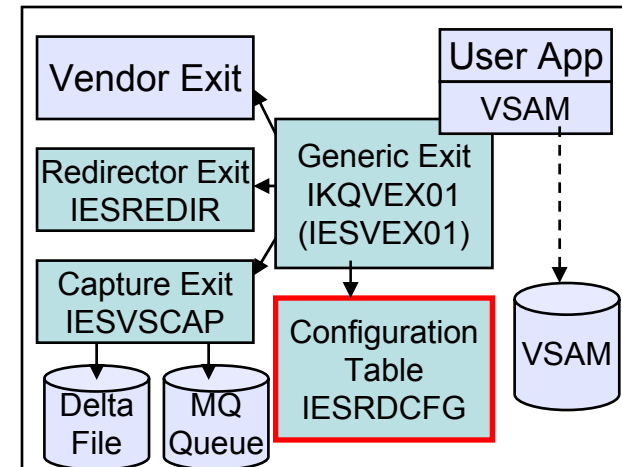 Vendor Exit
User App
VSAM
Generic Exit
IKQVEX01
(IESVEX01)
Redirector Exit
IESREDIR
Capture Exit
IESVSCAP
Configuration
Table
IESRDCFG
VSAM
Delta
File
MQ
Queue